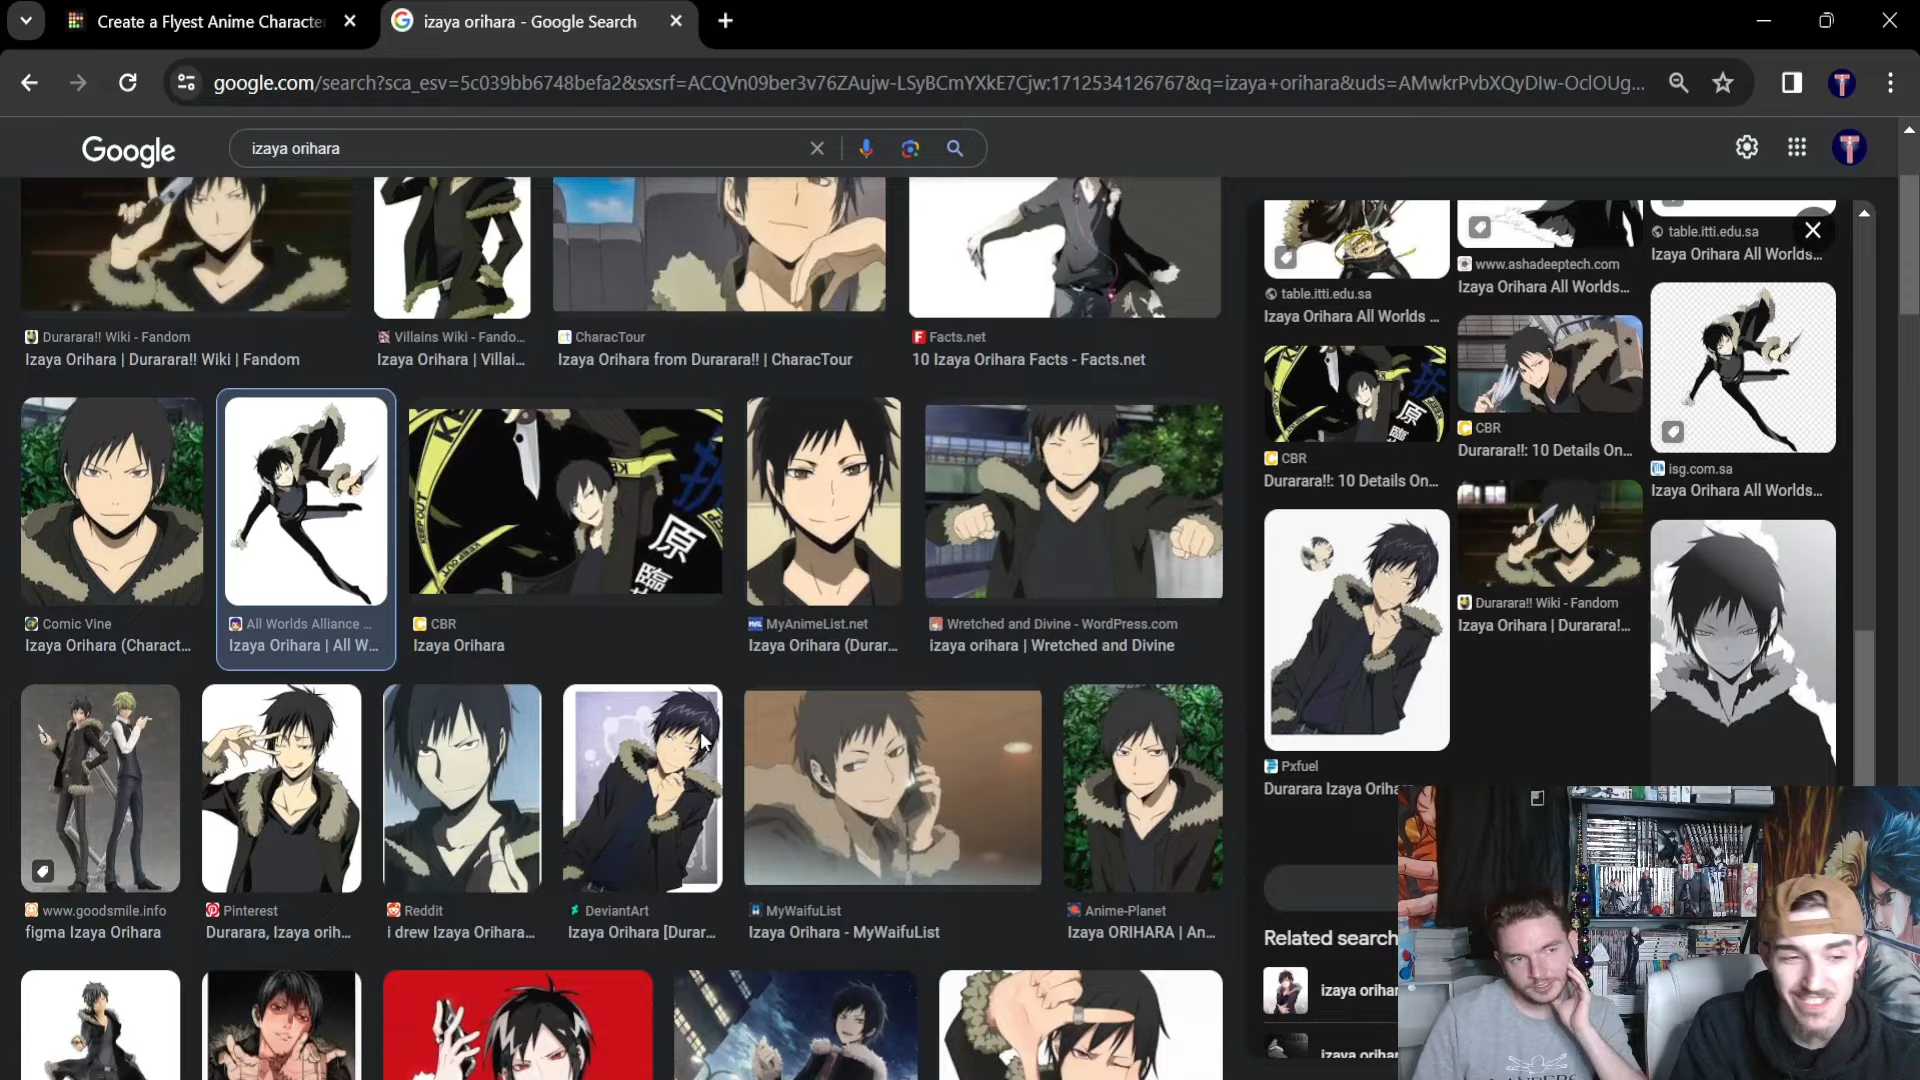 Create a Flyest Anime Characte
izaya orihara - Google Search
google.com/search?sca_esv=5c039bb6748befa2&sxsrf=ACQVn09ber3v76ZAujw-LSyBCmYXkE7Cjw:1712534126767&q=izaya+orihara&uds=AMwkrPvbXQyDIw-OclOUg...
T
Google
izaya orihara
T
Durarara!! Wiki - Fandom
Izaya Orihara | Durarara!! Wiki | Fandom
Villains Wiki - Fando...
Izaya Orihara | Villai...
CharacTour
Izaya Orihara from Durarara!! | CharacTour
Facts.net
10 Izaya Orihara Facts - Facts.net
KEEP OUT
原
臨
Comic Vine
Izaya Orihara (Charact...
All Worlds Alliance ...
Izaya Orihara | All W...
CBR
Izaya Orihara
MyAnimeList.net
Izaya Orihara (Durar...
Wretched and Divine - WordPress.com
izaya orihara | Wretched and Divine
www.goodsmile.info
figma Izaya Orihara
Pinterest
Durarara, Izaya orih...
Reddit
i drew Izaya Orihara...
DeviantArt
Izaya Orihara [Durar...
MyWaifuList
Izaya Orihara - MyWaifuList
Anime-Planet
Izaya ORIHARA | An...
table.itti.edu.sa
Izaya Orihara All Worlds ...
www.ashadeeptech.com
Izaya Orihara All Worlds...
table.itti.edu.sa
Izaya Orihara All Worlds...
原
臨
CBR
Durarara!!: 10 Details On...
CBR
Durarara!!: 10 Details On...
isg.com.sa
Izaya Orihara All Worlds...
Durarara!! Wiki - Fandom
Izaya Orihara | Durarara!...
Pxfuel
Durarara Izaya Oriha
Related search
izaya orihar
izaya orihar